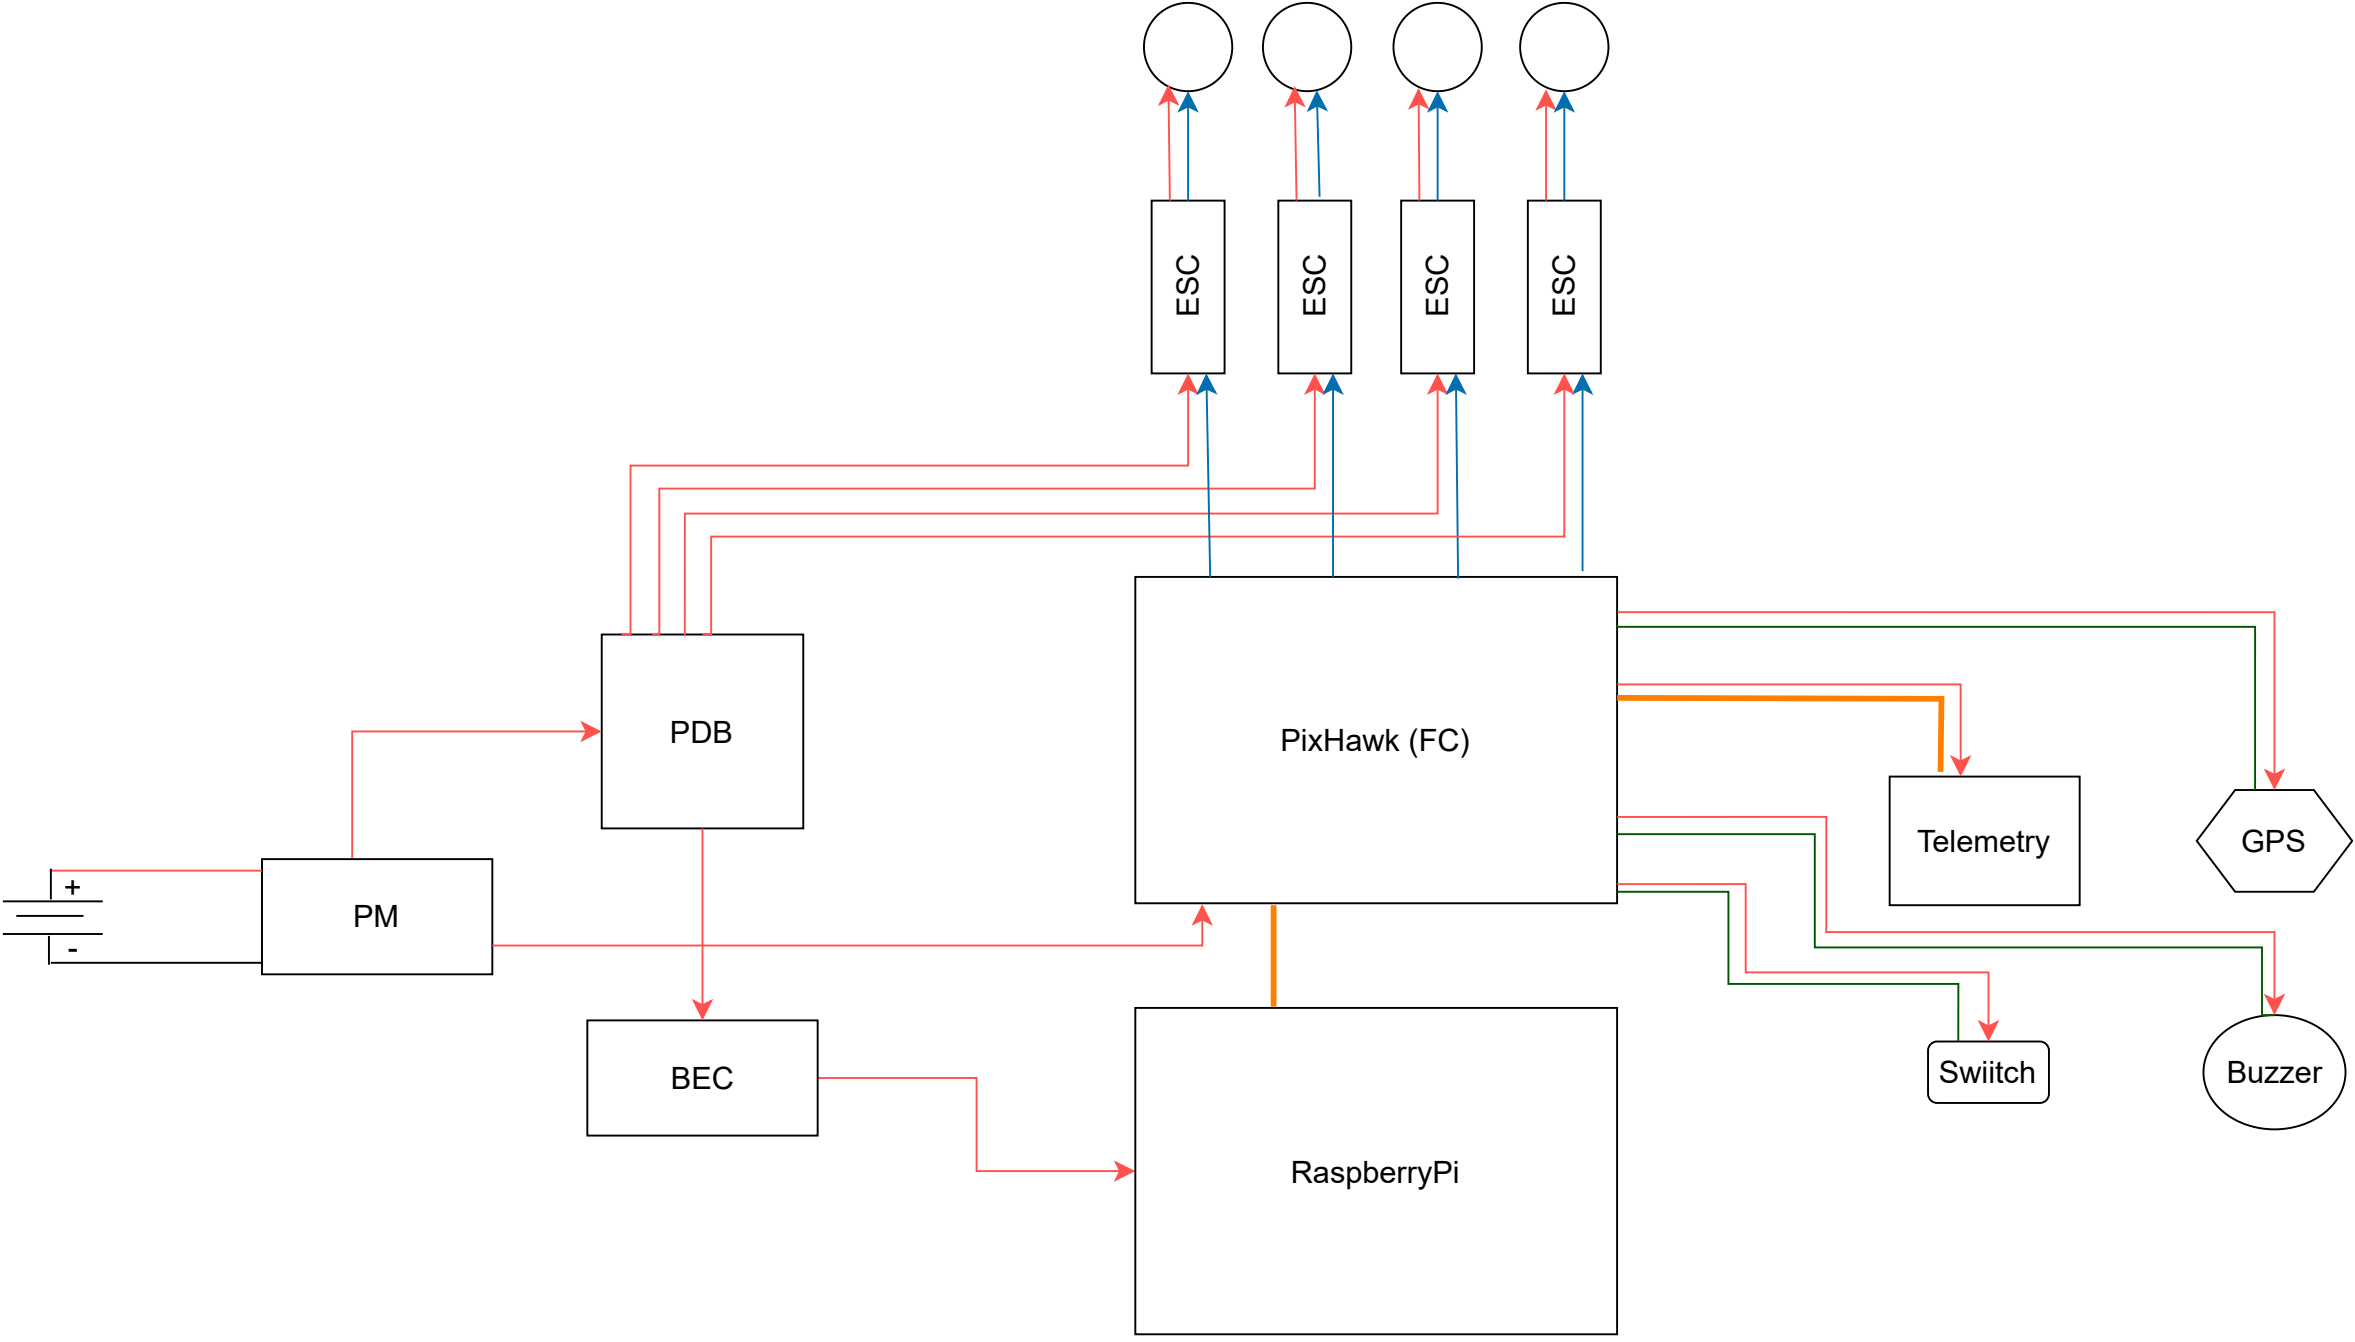 ESC
ESC
ESC
ESC
PDB
PixHawk (FC)
Telemetry
GPS
+
PM
-
BEC
Swiitch
Buzzer
RaspberryPi